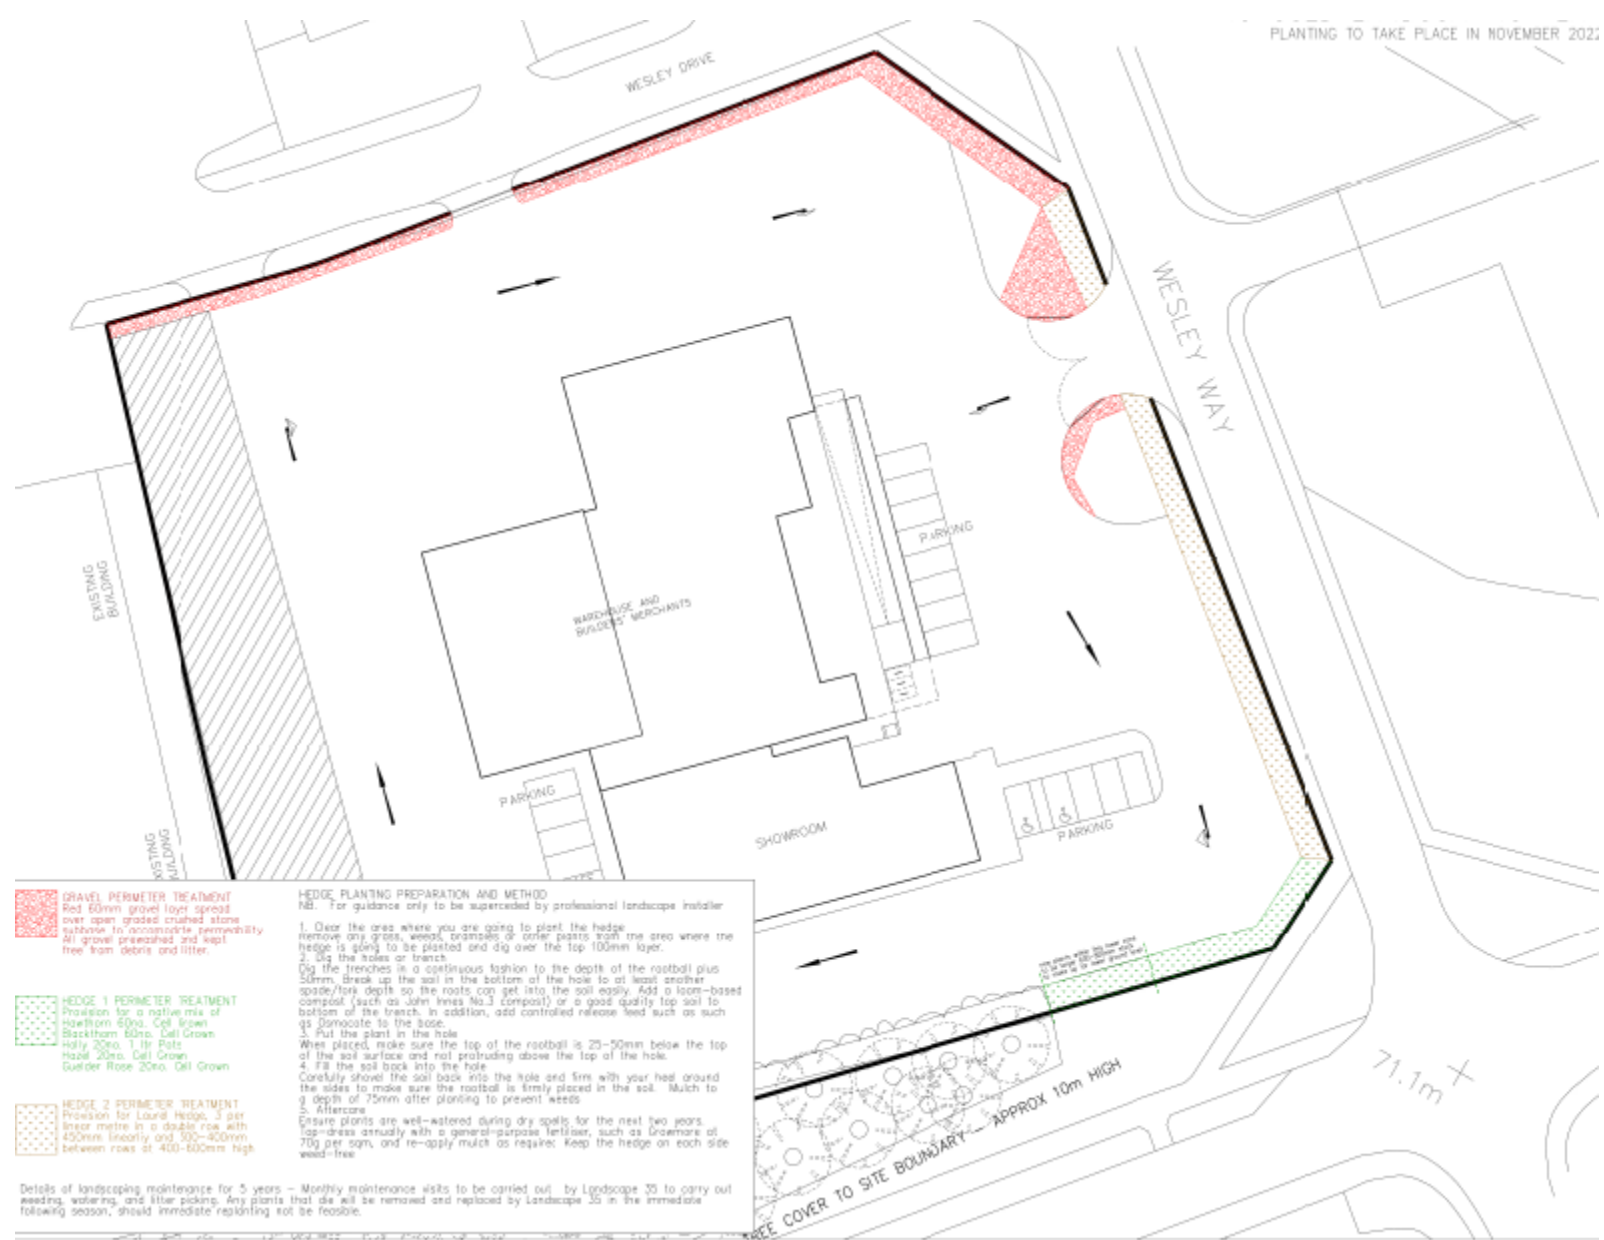 PLANTING TO TAKE PLACE IN NOVEMBER 2022
WESLEY DRIVE
WESLEY WAY
PARKING
EXISTING
BUILDING
WAREHOUSE AND
BUILDERS' MERCHANTS
PARKING
SHOWROOM
PARKING
EXISTING
BUILDING
GRAVEL PERIMETER TREATMENT
Red 60mm gravel layer spread
over open graded crushed stone
subbase to accomodate permeability
All gravel prewashed and kept
free from debris and litter.
HEDGE 1 PERIMETER TREATMENT
Provision for a native mix of
Hawthorn 60no. Cell Grown
Blackthorn 60no. Cell Grown
Holly 20no. 1 ltr Pots
Hazel 20no. Cell Grown
Guelder Rose 20no. Cell Grown
HEDGE 2 PERIMETER TREATMENT
Provision for Laurel Hedge, 3 per
linear metre in a double row with
450mm linearly and 300-400mm
between rows at 400-600mm high
HEDGE PLANTING PREPARATION AND METHOD
NB. For guidance only to be superceded by professional landscape installer
1. Clear the area where you are going to plant the hedge
remove any grass, weeds, brambles or other plants from the area where the
hedge is going to be planted and dig over the top 100mm layer.
2. Dig the holes or trench
Dig the trenches in a continuous fashion to the depth of the rootball plus
50mm. Break up the soil in the bottom of the hole to at least another
spade/fork depth so the roots can get into the soil easily. Add a loam-based
compost (such as John Innes No.3 compost) or a good quality top soil to
bottom of the trench. In addition, add controlled release feed such as such
as Osmocote to the base.
3. Put the plant in the hole
When placed, make sure the top of the rootball is 25-50mm below the top
of the soil surface and not protruding above the top of the hole.
4. Fill the soil back into the hole
Carefully shovel the soil back into the hole and firm with your heel around
the sides to make sure the rootball is firmly placed in the soil. Mulch to
a depth of 75mm after planting to prevent weeds
5. Aftercare
Ensure plants are well-watered during dry spells for the next two years.
Top-dress annually with a general-purpose fertiliser, such as Growmore at
70g per sqm, and re-apply mulch as require; Keep the hedge on each side
weed-free
Details of landscaping maintenance for 5 years - Monthly maintenance visits to be carried out by Landscape 35 to carry out
weeding, watering, and litter picking. Any plants that die will be removed and replaced by Landscape 35 in the immediate
following season, should immediate replanting not be feasible.
TREE COVER TO SITE BOUNDARY - APPROX 10m HIGH
71.1m